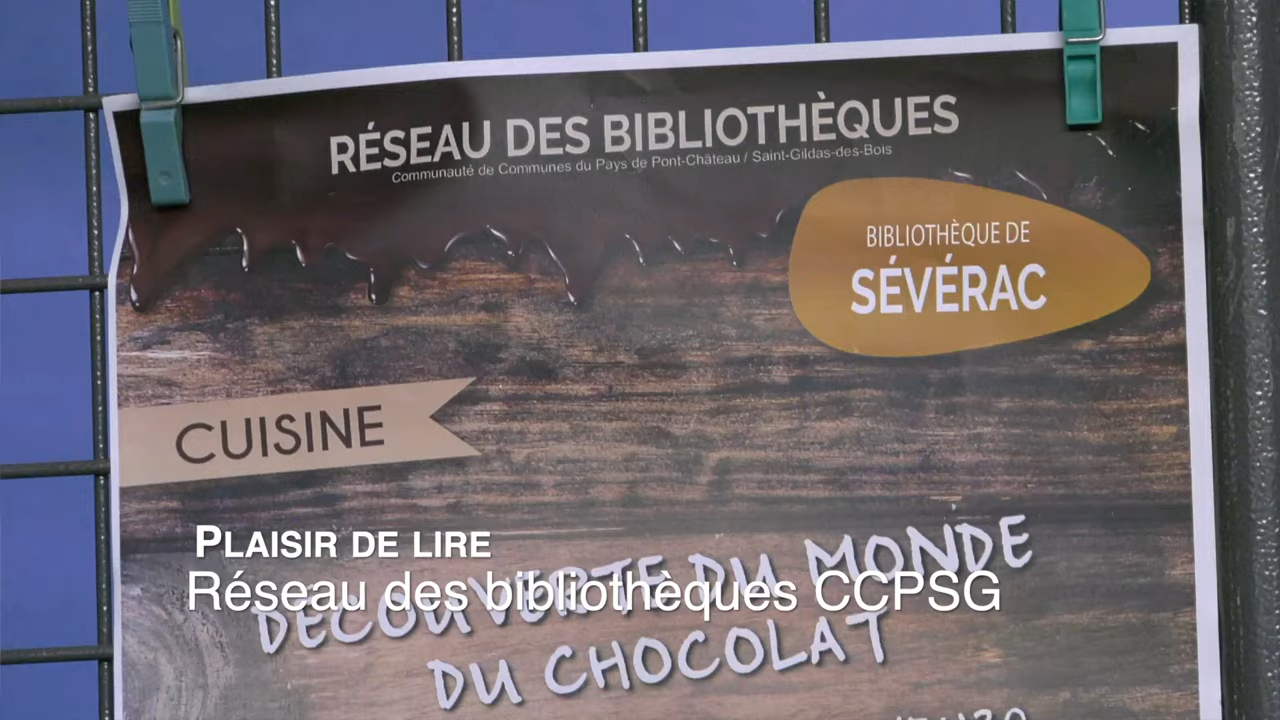 RÉSEAU DES BIBLIOTHÈQUES
Communauté de Communes du Pays de Pont-Château / Saint-Gildas-des-Bois
BIBLIOTHÈQUE DE
SÉVÉRAC
CUISINE
PLAISIR DE LIRE
Réseau des bibliothèques CCPSG
DÉCOUVERTE DU MONDE
DU CHOCOLAT